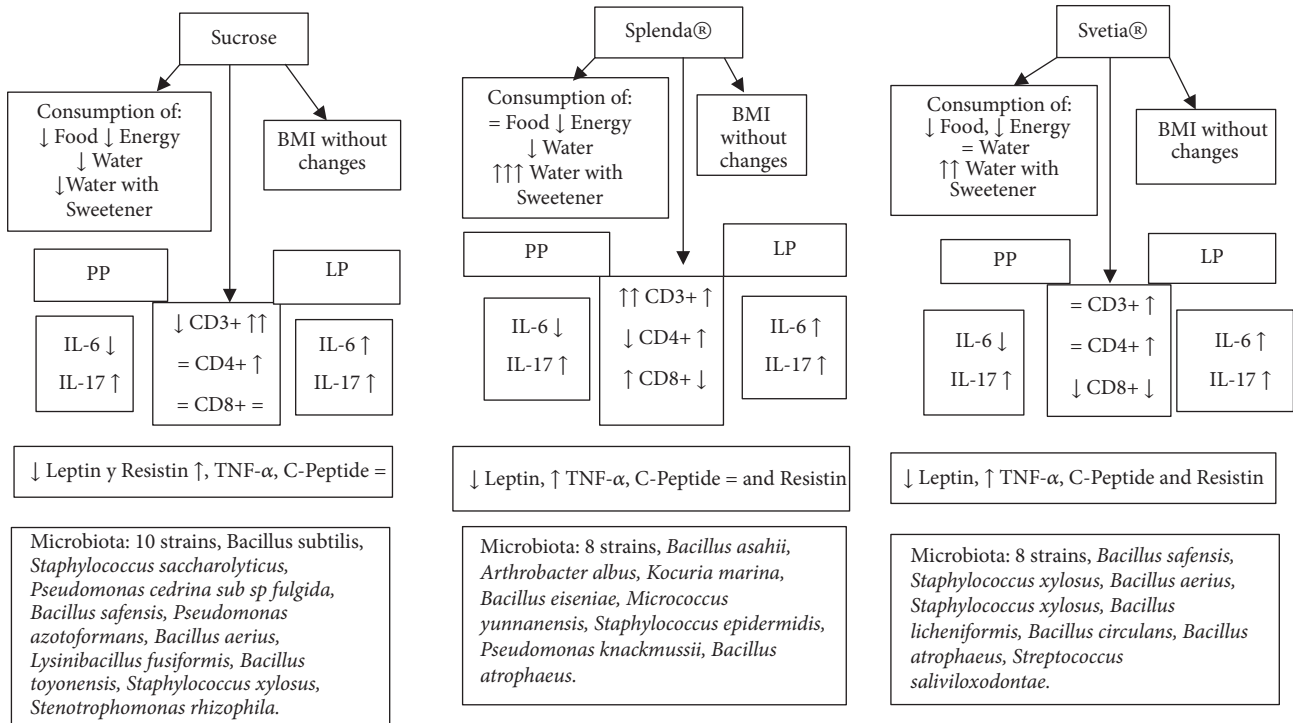 Sucrose
Consumption of:
↓ Food ↓ Energy
↓ Water
↓Water with
Sweetener
BMI without
changes
PP
LP
IL-6 ↓
IL-17 ↑
↓ CD3+ ↑↑
= CD4+ ↑
= CD8+ =
IL-6 ↑
IL-17 ↑
↓ Leptin y Resistin ↑, TNF-α, C-Peptide =
Microbiota: 10 strains, Bacillus subtilis,
Staphylococcus saccharolyticus,
Pseudomonas cedrina sub sp fulgida,
Bacillus safensis, Pseudomonas
azotoformans, Bacillus aerius,
Lysinibacillus fusiformis, Bacillus
toyonensis, Staphylococcus xylosus,
Stenotrophomonas rhizophila.
Splenda®
Consumption of:
= Food ↓ Energy
↓ Water
↑↑↑ Water with
Sweetener
BMI
without
changes
PP
LP
IL-6 ↓
IL-17 ↑
↑↑ CD3+ ↑
↓ CD4+ ↑
↑ CD8+ ↓
IL-6 ↑
IL-17 ↑
↓ Leptin, ↑ TNF-α, C-Peptide = and Resistin
Microbiota: 8 strains, Bacillus asahii,
Arthrobacter albus, Kocuria marina,
Bacillus eiseniae, Micrococcus
yunnanensis, Staphylococcus epidermidis,
Pseudomonas knackmussii, Bacillus
atrophaeus.
Svetia®
Consumption of:
↓ Food, ↓ Energy
= Water
↑↑ Water with
Sweetener
BMI without
changes
PP
LP
IL-6 ↓
IL-17 ↑
= CD3+ ↑
= CD4+ ↑
↓ CD8+ ↓
IL-6 ↑
IL-17 ↑
↓ Leptin, ↑ TNF-α, C-Peptide and Resistin
Microbiota: 8 strains, Bacillus safensis,
Staphylococcus xylosus, Bacillus aerius,
Staphylococcus xylosus, Bacillus
licheniformis, Bacillus circulans, Bacillus
atrophaeus, Streptococcus
saliviloxodontae.